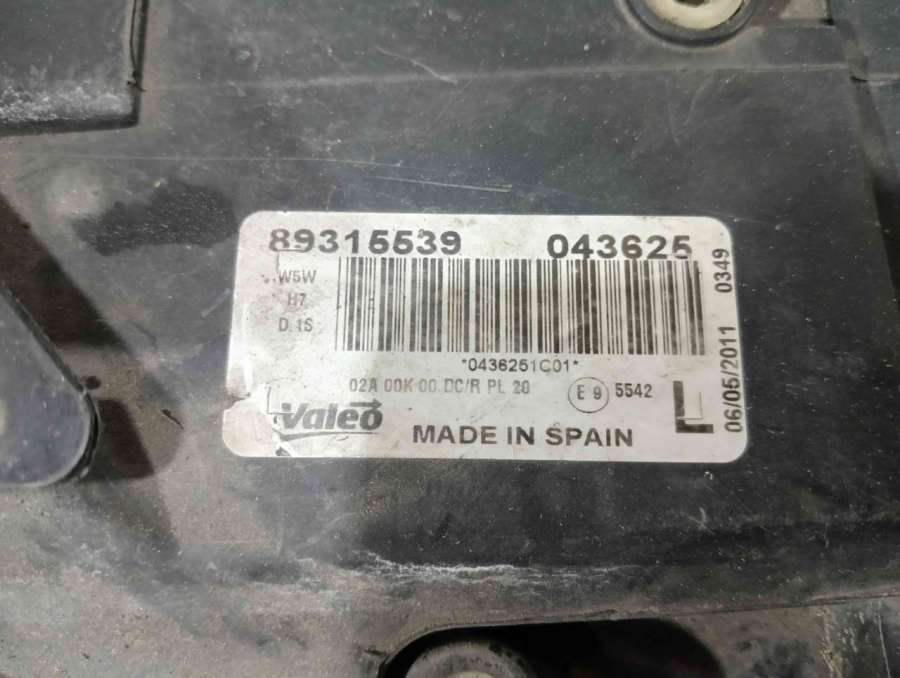 89315539 043625
W5W
H7
D.1S
*0436251C01*
02A 00K 00.DC/R PL 20
E 9 5542
L
Valeo
MADE IN SPAIN
06/05/2011 0349